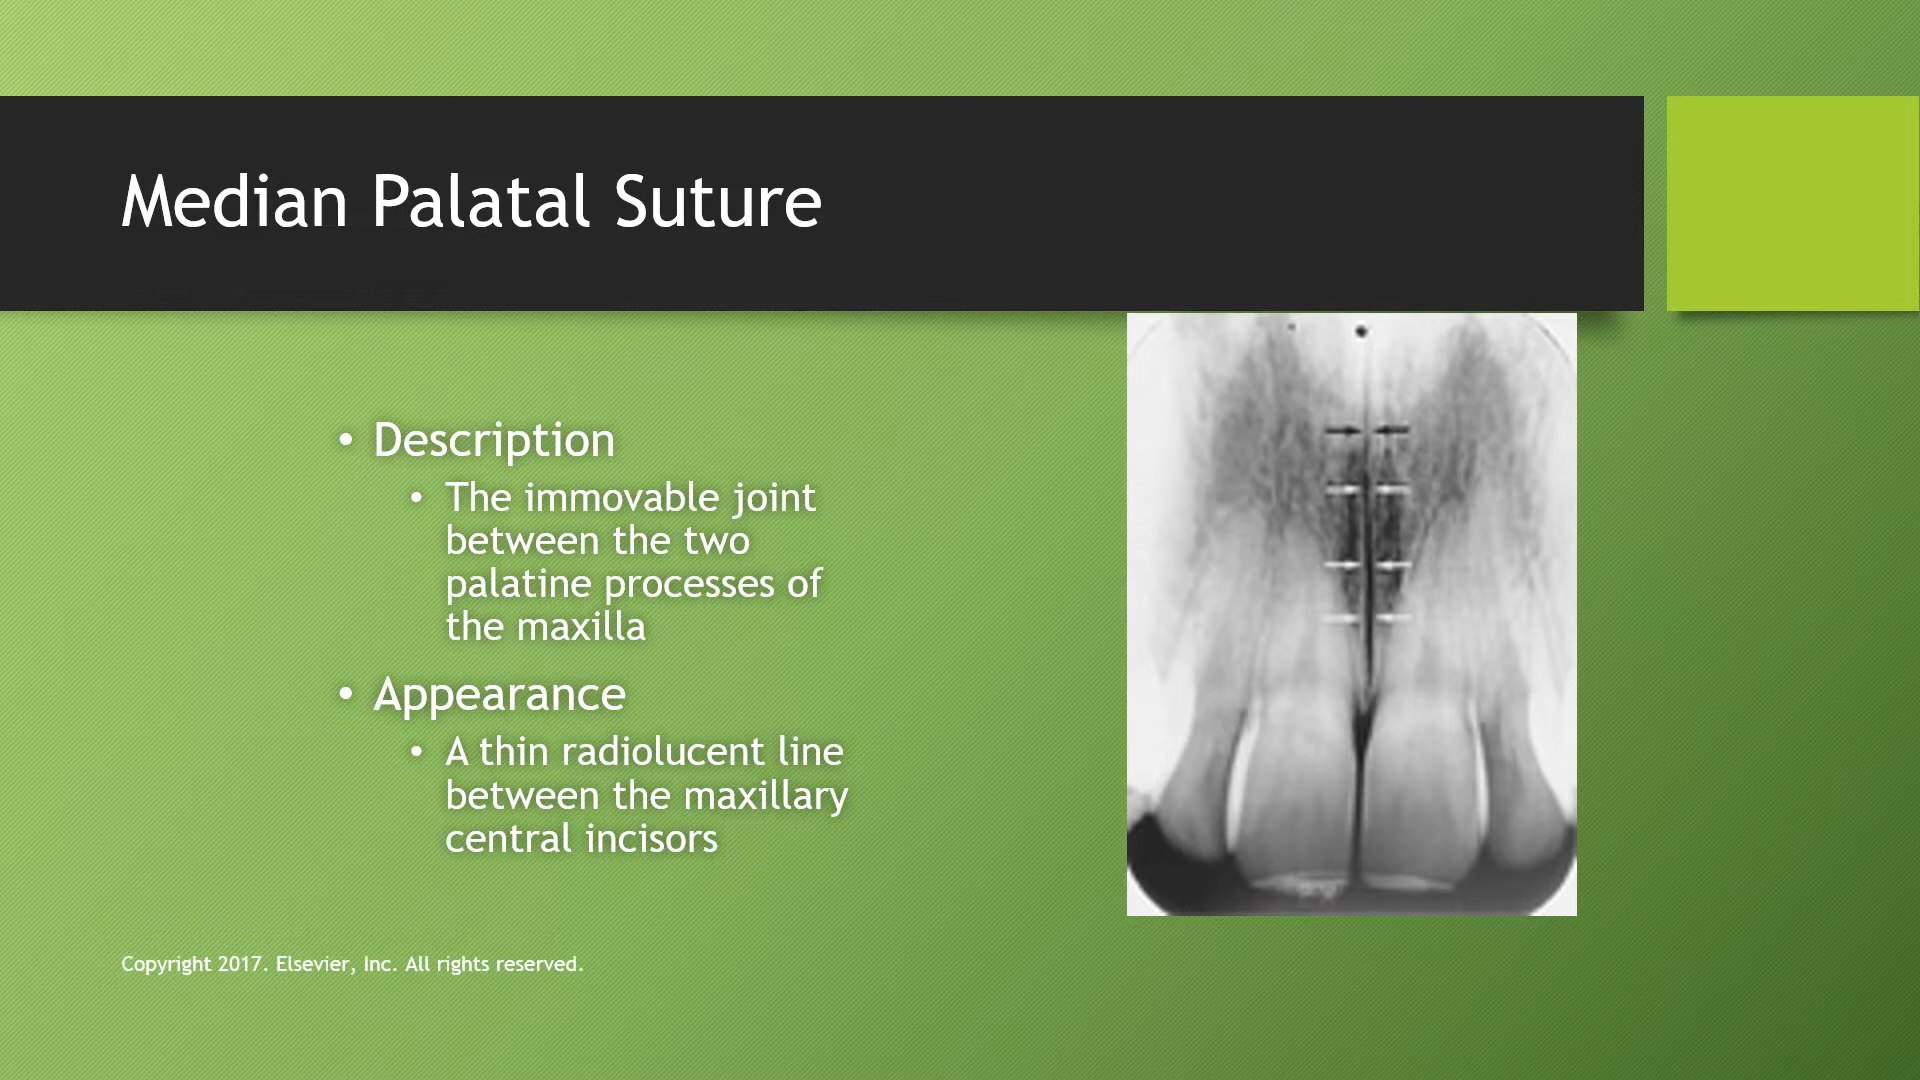 Median Palatal Suture
• Description
• The immovable joint
between the two
palatine processes of
the maxilla
• Appearance
• A thin radiolucent line
between the maxillary
central incisors
Copyright 2017. Elsevier, Inc. All rights reserved.